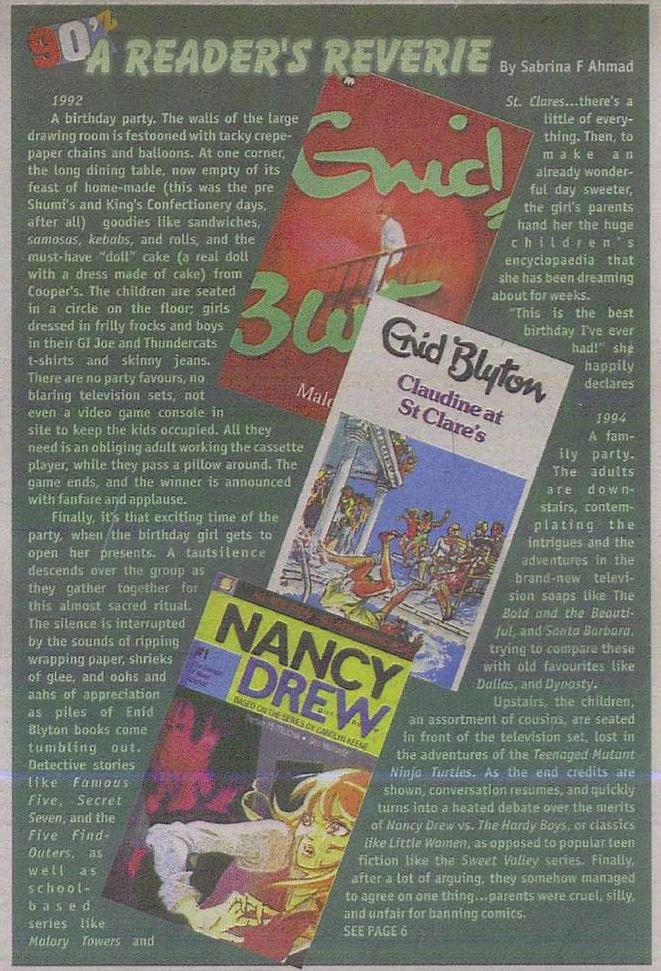 90'z
A READER'S REVERIE By Sabrina F Ahmad
1992
A birthday party. The walls of the large
drawing room is festooned with tacky crepe-
paper chains and balloons. At one corner,
the long dining table, now empty of its
feast of home-made (this was the pre
Shumi's and King's Confectionery days,
after all) goodies like sandwiches,
samosas, kebobs, and rolls, and the
must-have "doll" cake (a real doll
with a dress made of cake) from
Cooper's. The children are seated
in a circle on the floor: girls
dressed in frilly frocks and boys
in their GI Joe and Thundercats
t-shirts and skinny jeans.
There are no party favours, no
blaring television sets, not
even a video game console in
site to keep the kids occupied. All they
need is an obliging adult working the cassette
player, while they pass a pillow around. The
game ends, and the winner is announced
with fanfare and applause.
Finally, it's that exciting time of the
party, when the birthday girl gets to
open her presents. A taut silence
descends over the group as
they gather together for
this almost sacred ritual.
The silence is interrupted
by the sounds of ripping
wrapping paper, shrieks
of glee, and oohs and
aahs of appreciation
as piles of Enid
Blyton books come
tumbling out.
Detective stories
like Famous
Five, Secret
Seven, and the
Five Find-
Outers, as
well as
school-
based
series like
Malory Towers and
St. Clares...there's a
little of every-
thing. Then, to
make an
already wonder-
ful day sweeter,
the girl's parents
hand her the huge
children's
encyclopaedia that
she has been dreaming
about for weeks.
"This is the best
birthday I've ever
had!" she
happily
declares
1994
A fam-
ily party.
The adults
are down-
stairs, contem-
plating the
intrigues and the
adventures in the
brand-new televi-
sion soaps like The
Bold and the Beauti-
ful, and Santa Barbara,
trying to compare these
with old favourites like
Dallas, and Dynasty.
Upstairs, the children,
an assortment of cousins, are seated
in front of the television set, lost in
the adventures of the Teenaged Mutant
Ninja Turtles. As the end credits are
shown, conversation resumes, and quickly
turns into a heated debate over the merits
of Nancy Drew vs. The Hardy Boys, or classics
like Little Women, as opposed to popular teen
fiction like the Sweet Valley series. Finally,
after a lot of arguing, they somehow managed
to agree on one thing...parents were cruel, silly,
and unfair for banning comics.
SEE PAGE 6
Enid
Blyt
Malo
Enid Blyton
Claudine at
St Clare's
NANCY
DREW
#1
BASED ON THE SERIES BY CAROLYN KEENE